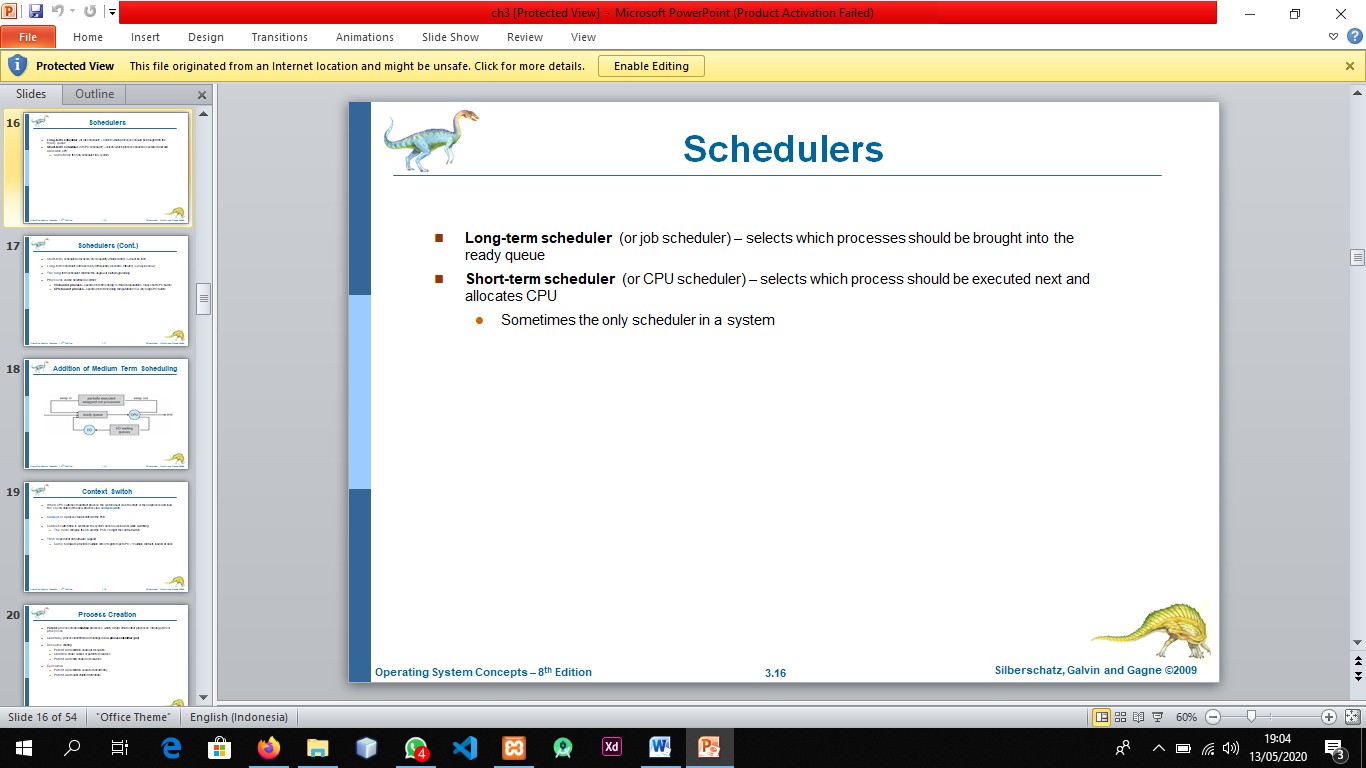 ch3 [Protected View] - Microsoft PowerPoint (Product Activation Failed)
File Home Insert Design Transitions Animations Slide Show Review View
Protected View This file originated from an Internet location and might be unsafe. Click for more details. Enable Editing
Slides Outline
16
Schedulers
17
Schedulers (Cont.)
18
Addition of Medium Term Scheduling
19
Context Switch
20
Process Creation
Schedulers
Long-term scheduler (or job scheduler) – selects which processes should be brought into the
ready queue
Short-term scheduler (or CPU scheduler) – selects which process should be executed next and
allocates CPU
Sometimes the only scheduler in a system
Operating System Concepts – 8th Edition
3.16
Silberschatz, Galvin and Gagne ©2009
Slide 16 of 54 "Office Theme" English (Indonesia) 60%
Xd
4
19:04
13/05/2020
3